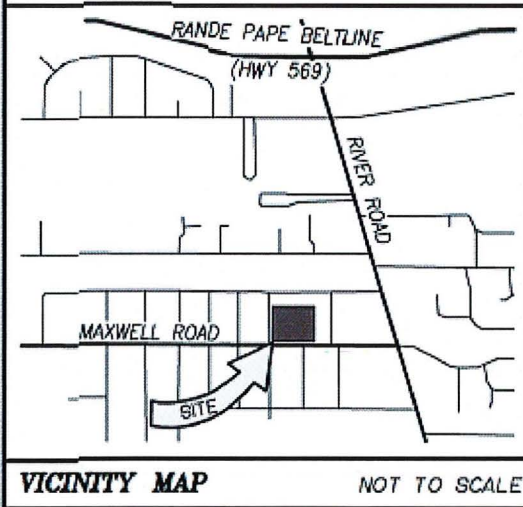 RANDE PAPE BELTLINE
(HWY 569)
RIVER ROAD
MAXWELL ROAD
SITE
VICINITY MAP NOT TO SCALE